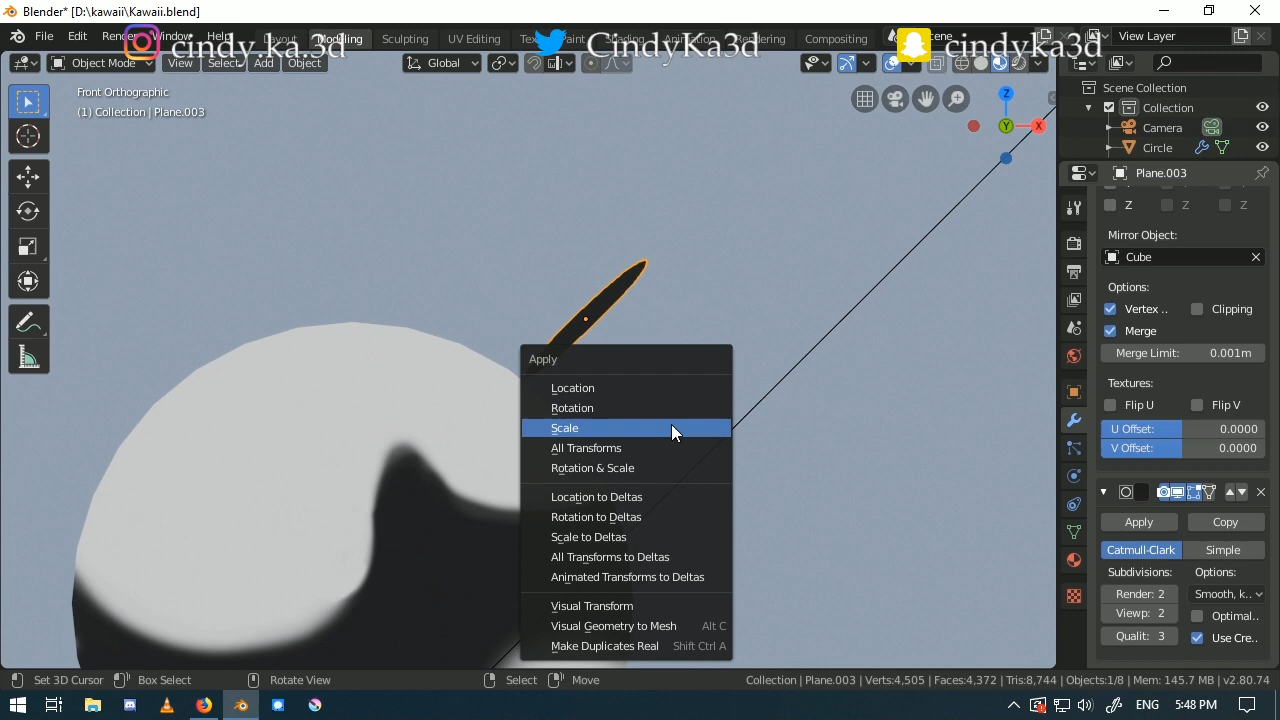 Blender* [D:\kawaii\Kawaii.blend]
File Edit Render Window Help Layout Modeling Sculpting UV Editing Texture Paint Shading Animation Rendering Compositing Scene View Layer
cindy.ka.3d CindyKa3d cindyka3d
Object Mode View Select Add Object Global
Front Orthographic
(1) Collection | Plane.003
Z
Y
X
Scene Collection
Collection
Camera
Circle
Plane.003
Z Z Z
Mirror Object:
Cube
Options:
Vertex .. Clipping
Merge
Merge Limit: 0.001m
Textures:
Flip U Flip V
U Offset: 0.0000
V Offset: 0.0000
Apply Copy
Catmull-Clark Simple
Subdivisions: Options:
Render: 2 Smooth, k..
Viewp: 2 Optimal..
Qualit: 3 Use Cre..
Apply
Location
Rotation
Scale
All Transforms
Rotation & Scale
Location to Deltas
Rotation to Deltas
Scale to Deltas
All Transforms to Deltas
Animated Transforms to Deltas
Visual Transform
Visual Geometry to Mesh Alt C
Make Duplicates Real Shift Ctrl A
Set 3D Cursor Box Select Rotate View Select Move Collection | Plane.003 | Verts:4,505 | Faces:4,372 | Tris:8,744 | Objects:1/8 | Mem: 145.7 MB | v2.80.74
ENG 5:48 PM